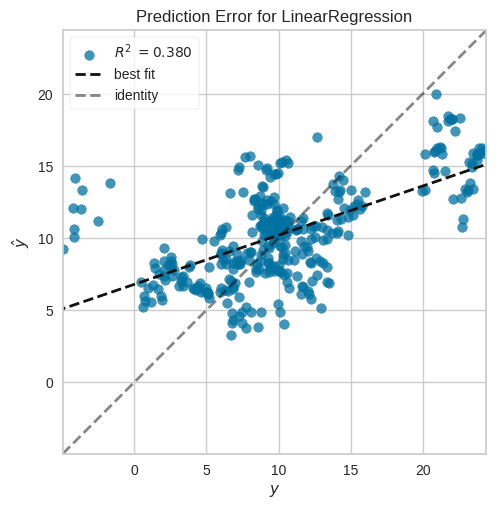 Prediction Error for LinearRegression
R² = 0.380
best fit
identity
20
15
10
5
0
ŷ
0 5 10 15 20
y